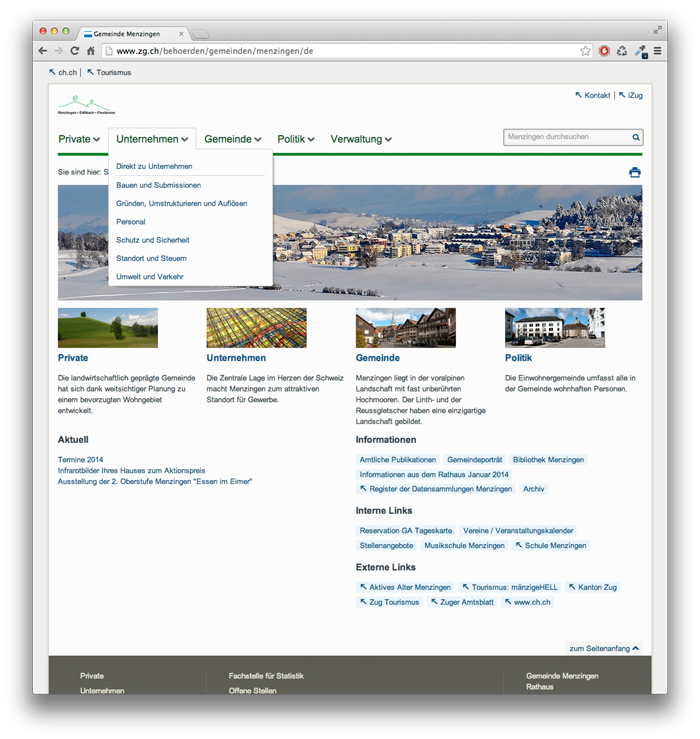 Gemeinde Menzingen
www.zg.ch/behoerden/gemeinden/menzingen/de
ch.ch | Tourismus
Kontakt | iZug
Menzingen • Edlibach • Finstersee
Private Unternehmen Gemeinde Politik Verwaltung
Menzingen durchsuchen
Sie sind hier: S
Direkt zu Unternehmen
Bauen und Submissionen
Gründen, Umstrukturieren und Auflösen
Personal
Schutz und Sicherheit
Standort und Steuern
Umwelt und Verkehr
Private
Die landwirtschaftlich geprägte Gemeinde
hat sich dank weitsichtiger Planung zu
einem bevorzugten Wohngebiet
entwickelt.
Unternehmen
Die Zentrale Lage im Herzen der Schweiz
macht Menzingen zum attraktiven
Standort für Gewerbe.
Gemeinde
Menzingen liegt in der voralpinen
Landschaft mit fast unberührten
Hochmooren. Der Linth- und der
Reussgletscher haben eine einzigartige
Landschaft gebildet.
Politik
Die Einwohnergemeinde umfasst alle in
der Gemeinde wohnhaften Personen.
Aktuell
Termine 2014
Infrarotbilder Ihres Hauses zum Aktionspreis
Ausstellung der 2. Oberstufe Menzingen "Essen im Eimer"
Informationen
Amtliche Publikationen Gemeindeporträt Bibliothek Menzingen
Informationen aus dem Rathaus Januar 2014
Register der Datensammlungen Menzingen Archiv
Interne Links
Reservation GA Tageskarte Vereine / Veranstaltungskalender
Stellenangebote Musikschule Menzingen Schule Menzingen
Externe Links
Aktives Alter Menzingen Tourismus: mänzigeHELL Kanton Zug
Zug Tourismus Zuger Amtsblatt www.ch.ch
zum Seitenanfang
Private Fachstelle für Statistik Gemeinde Menzingen
Unternehmen Offene Stellen Rathaus